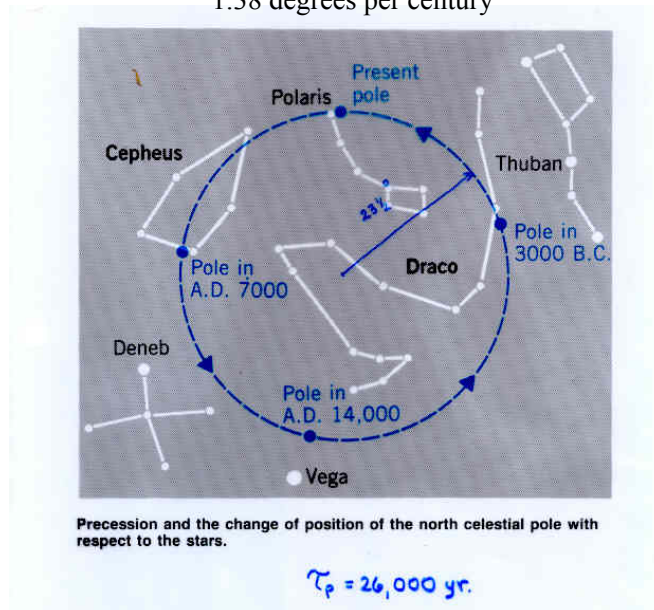 1.38 degrees per century
Present
pole
Polaris
Cepheus
Thuban
23½°
Pole in
3000 B.C.
Draco
Pole in
A.D. 7000
Deneb
Pole in
A.D. 14,000
Vega
Precession and the change of position of the north celestial pole with
respect to the stars.
τp = 26,000 yr.